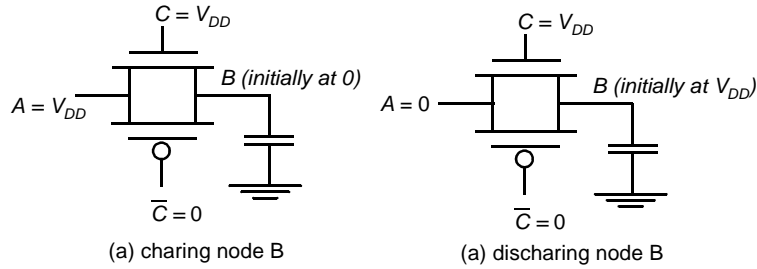 C = V_DD
B (initially at 0)
A = V_DD
C̅ = 0
(a) charing node B
C = V_DD
B (initially at V_DD)
A = 0
C̅ = 0
(a) discharing node B